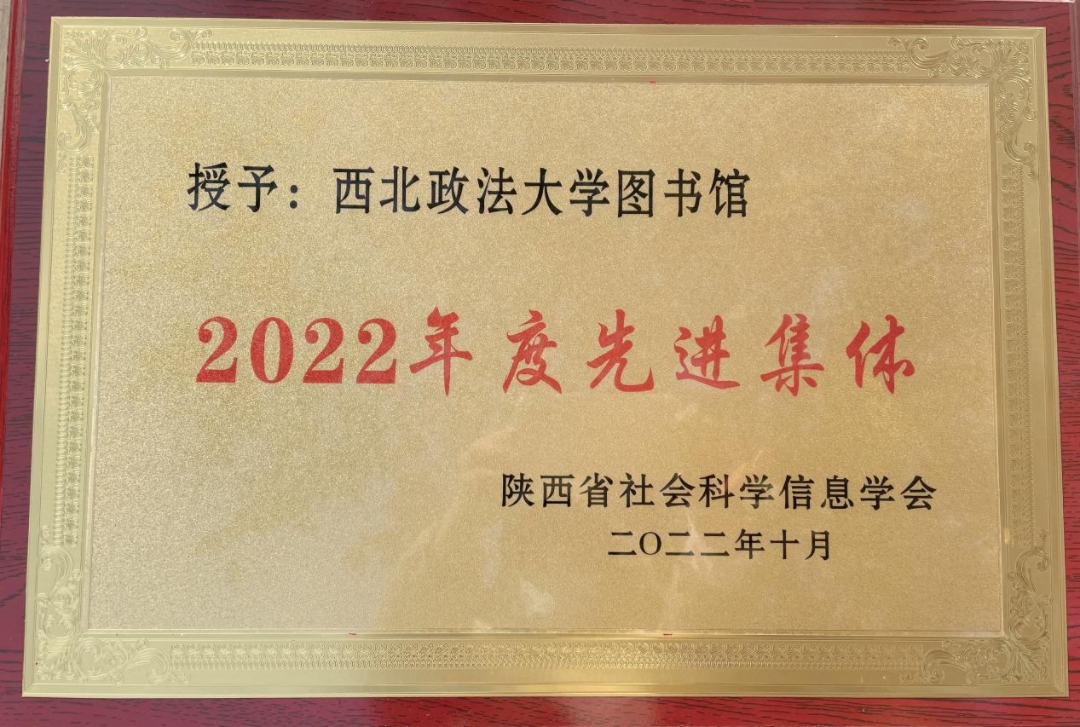 授予：西北政法大学图书馆
2022年度先进集体
陕西省社会科学信息学会
二〇二二年十月